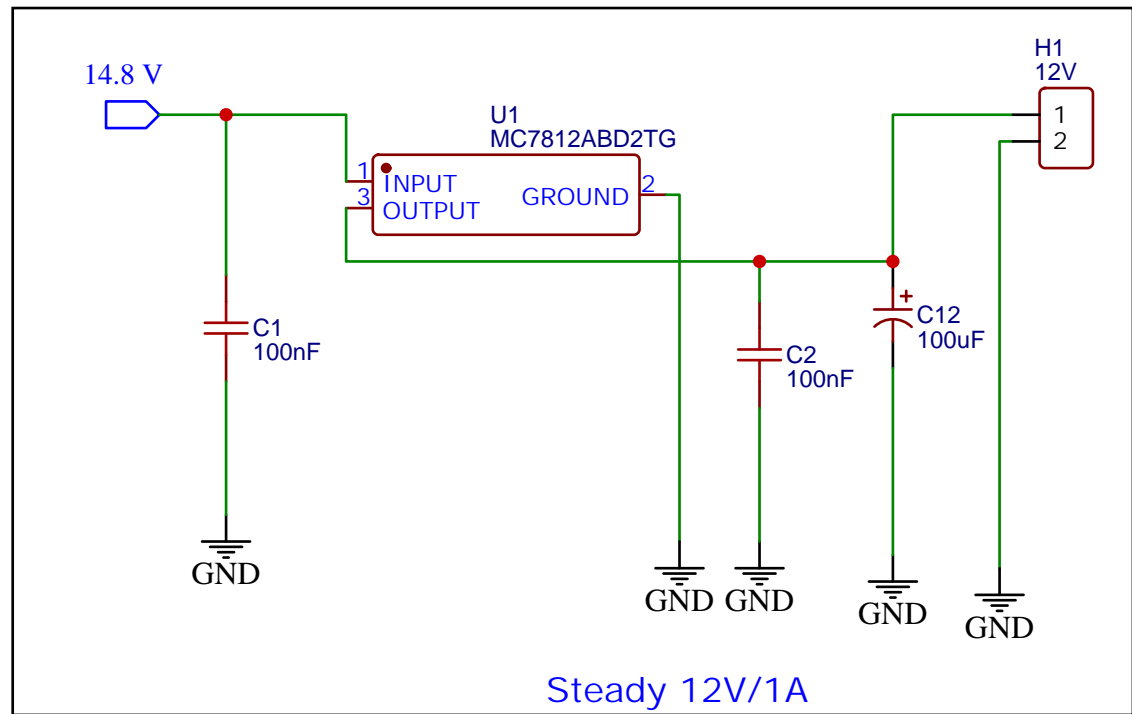 H1
12V
14.8 V
1
2
U1
MC7812ABD2TG
1
INPUT
3
OUTPUT
GROUND
2
C1
100nF
C2
100nF
+
C12
100uF
GND
GND
GND
GND
GND
Steady 12V/1A